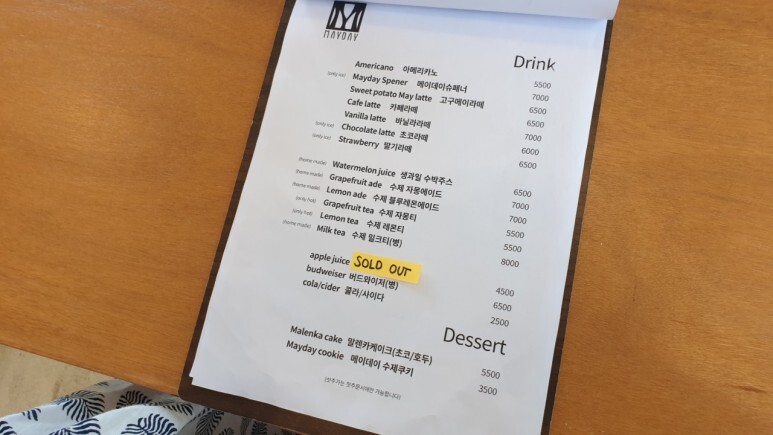 MAYDAY
Drink
Americano 아메리카노 5500
(only ice) Mayday Spener 메이데이슈페너 7000
Sweet potato May latte 고구메이라떼 6500
Cafe latte 카페라떼 6500
Vanilla latte 바닐라라떼 7000
(only ice) Chocolate latte 초코라떼 6000
(only ice) Strawberry 딸기라떼 6500
(home made) Watermelon juice 생과일 수박주스 6500
(home made) Grapefruit ade 수제 자몽에이드 7000
(home made) Lemon ade 수제 블루레몬에이드 7000
(only hot) Grapefruit tea 수제 자몽티 5500
(only hot) Lemon tea 수제 레몬티 5500
(home made) Milk tea 수제 밀크티(병) 8000
apple juice SOLD OUT 4500
budweiser 버드와이저(병) 6500
cola/cider 콜라/사이다 2500
Dessert
Malenka cake 말렌카케이크(초코/호두) 5500
Mayday cookie 메이데이 수제쿠키 3500
가능합니다)